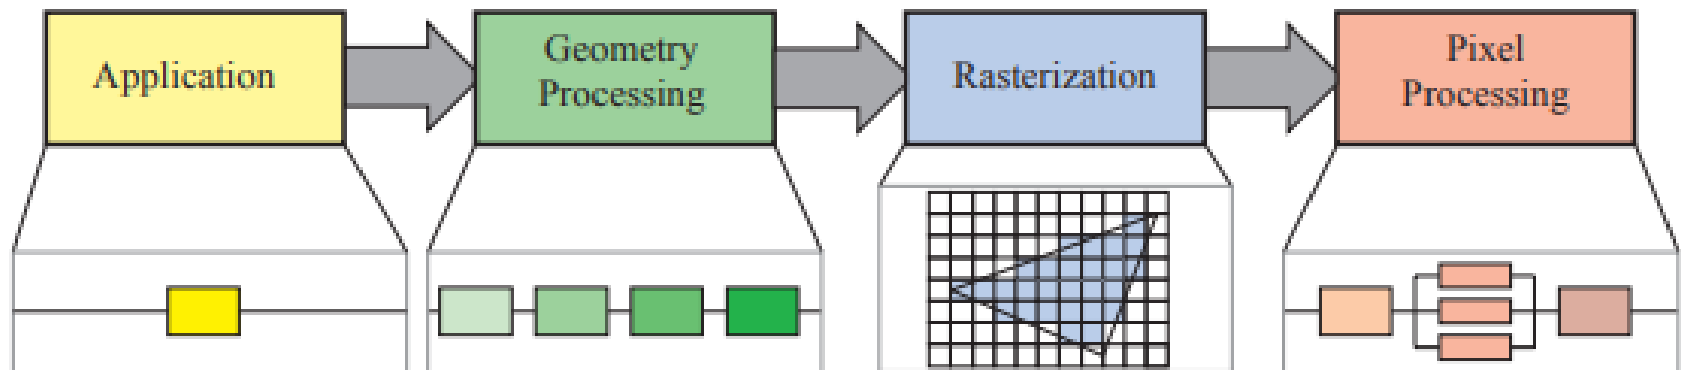 Application
Geometry
Processing
Rasterization
Pixel
Processing